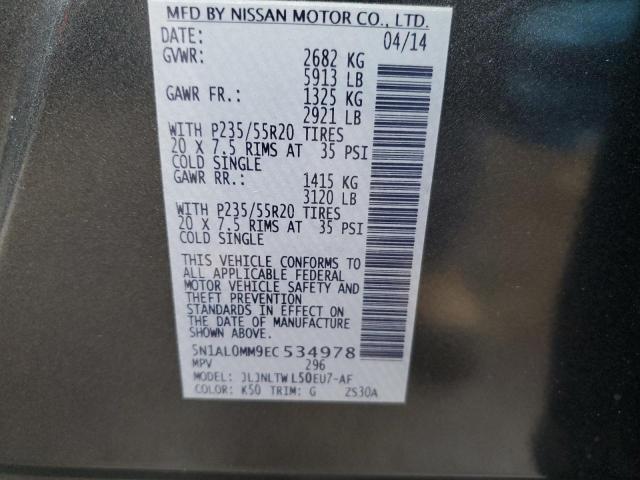 MFD BY NISSAN MOTOR CO., LTD.
DATE: 04/14
GVWR: 2682 KG
5913 LB
GAWR FR.: 1325 KG
2921 LB
WITH P235/55R20 TIRES
20 X 7.5 RIMS AT 35 PSI
COLD SINGLE
GAWR RR.: 1415 KG
3120 LB
WITH P235/55R20 TIRES
20 X 7.5 RIMS AT 35 PSI
COLD SINGLE
THIS VEHICLE CONFORMS TO
ALL APPLICABLE FEDERAL
MOTOR VEHICLE SAFETY AND
THEFT PREVENTION
STANDARDS IN EFFECT ON
THE DATE OF MANUFACTURE
SHOWN ABOVE.
5N1AL0MM9EC534978
MPV 296
MODEL: JLJNLTWL50EU7-AF
COLOR: K50 TRIM: G ZS30A